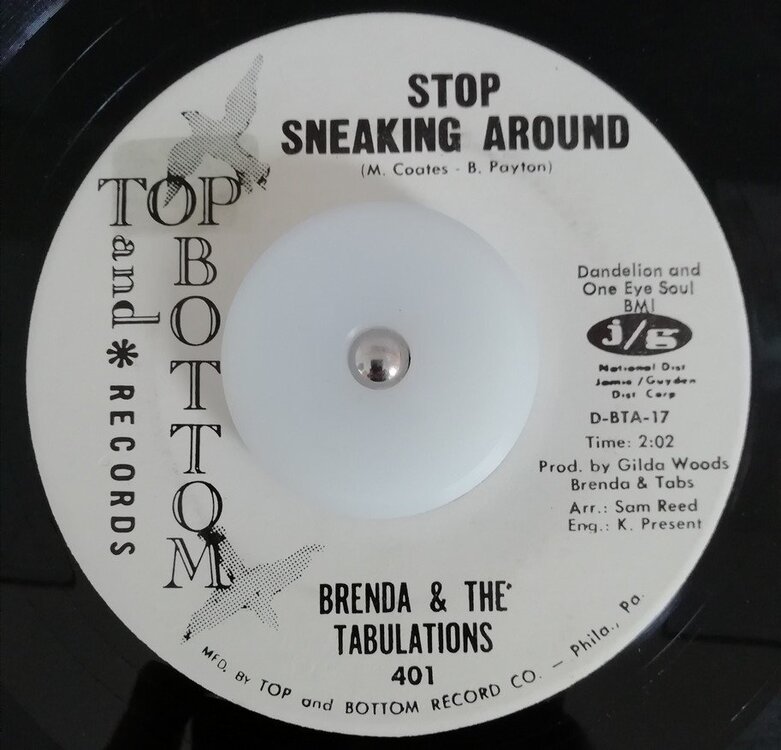 STOP
SNEAKING AROUND
(M. Coates - B. Payton)
TOP
and
BOTTOM
* RECORDS
Dandelion and
One Eye Soul
BMI
j/g
National Dist
Jamie/Guyden
Dist Corp
D-BTA-17
Time: 2:02
Prod. by Gilda Woods
Brenda & Tabs
Arr.: Sam Reed
Eng.: K. Present
BRENDA & THE
TABULATIONS
401
MFD. BY TOP and BOTTOM RECORD CO. — Phila., Pa.